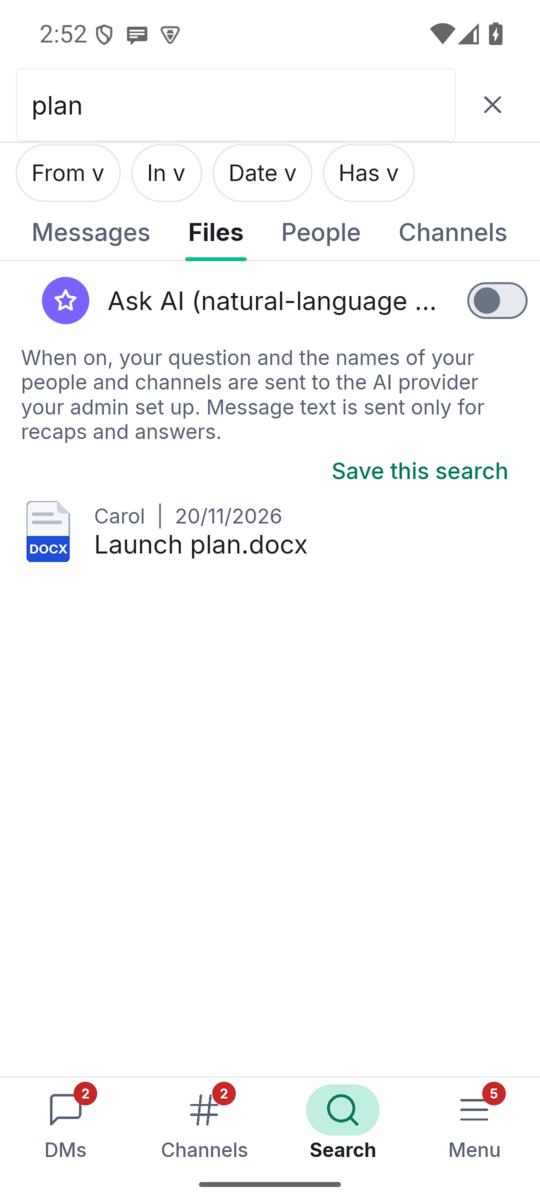 2:52
plan
From v
In v
Date v
Has v
Messages
Files
People
Channels
Ask AI (natural-language ...
When on, your question and the names of your
people and channels are sent to the AI provider
your admin set up. Message text is sent only for
recaps and answers.
Save this search
Carol | 20/11/2026
DOCX
Launch plan.docx
2
2
5
DMs
Channels
Search
Menu